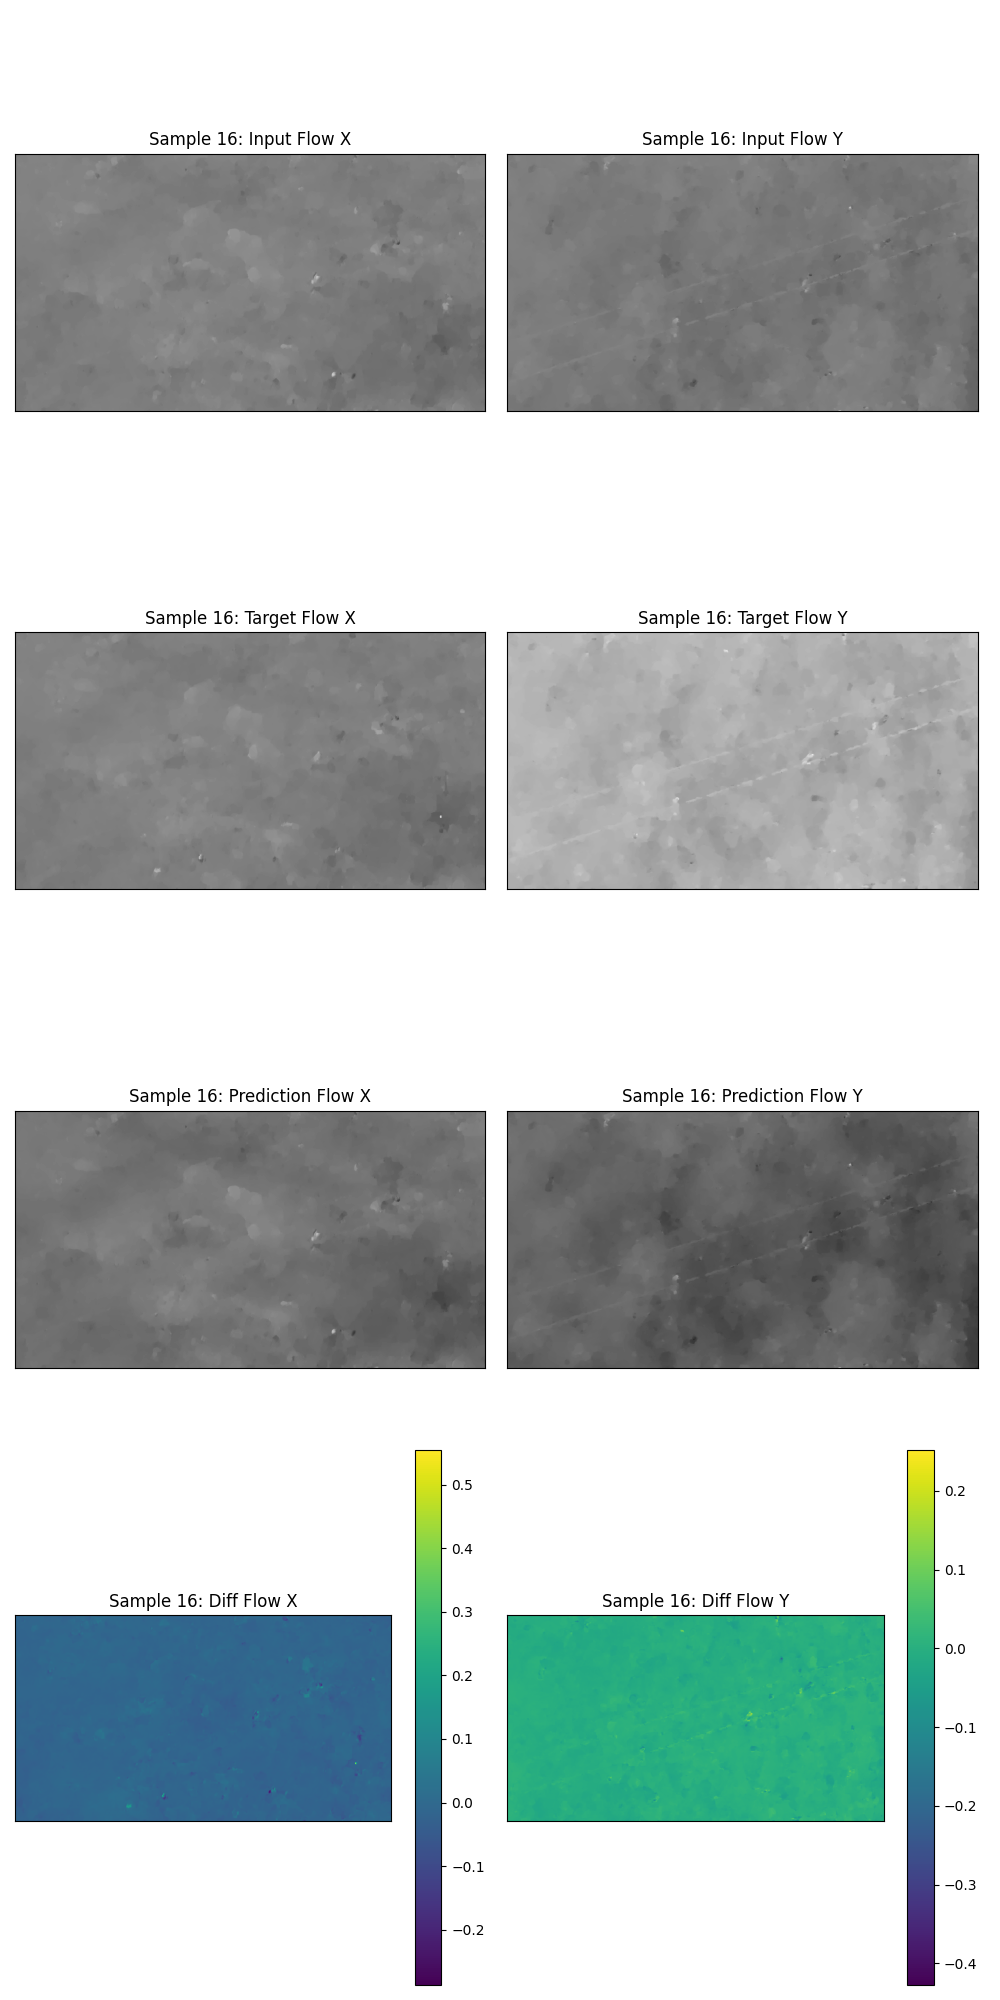 Sample 16: Input Flow X
Sample 16: Input Flow Y
Sample 16: Target Flow X
Sample 16: Target Flow Y
Sample 16: Prediction Flow X
Sample 16: Prediction Flow Y
Sample 16: Diff Flow X
0.5
0.4
0.3
0.2
0.1
0.0
−0.1
−0.2
Sample 16: Diff Flow Y
0.2
0.1
0.0
−0.1
−0.2
−0.3
−0.4